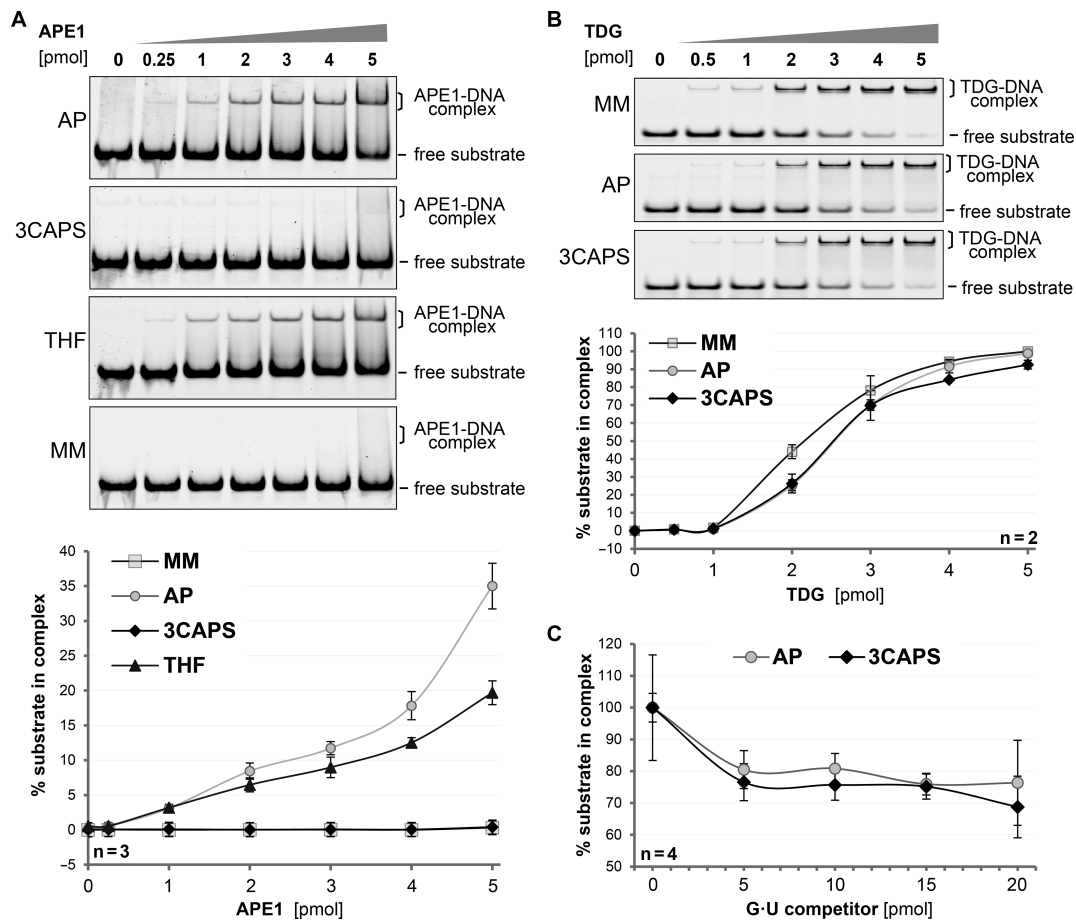 A
APE1
[pmol]
0 0.25 1 2 3 4 5
AP
APE1-DNA
complex
free substrate
3CAPS
APE1-DNA
complex
free substrate
THF
APE1-DNA
complex
free substrate
MM
APE1-DNA
complex
free substrate
% substrate in complex
40
35
30
25
20
15
10
5
0
−5
MM
AP
3CAPS
THF
n=3
0 1 2 3 4 5
APE1 [pmol]
B
TDG
[pmol]
0 0.5 1 2 3 4 5
MM
TDG-DNA
complex
free substrate
AP
TDG-DNA
complex
free substrate
3CAPS
TDG-DNA
complex
free substrate
% substrate in complex
110
100
90
80
70
60
50
40
30
20
10
0
−10
MM
AP
3CAPS
n=2
0 1 2 3 4 5
TDG [pmol]
C
% substrate in complex
120
110
100
90
80
70
60
50
AP 3CAPS
n=4
0 5 10 15 20
G·U competitor [pmol]